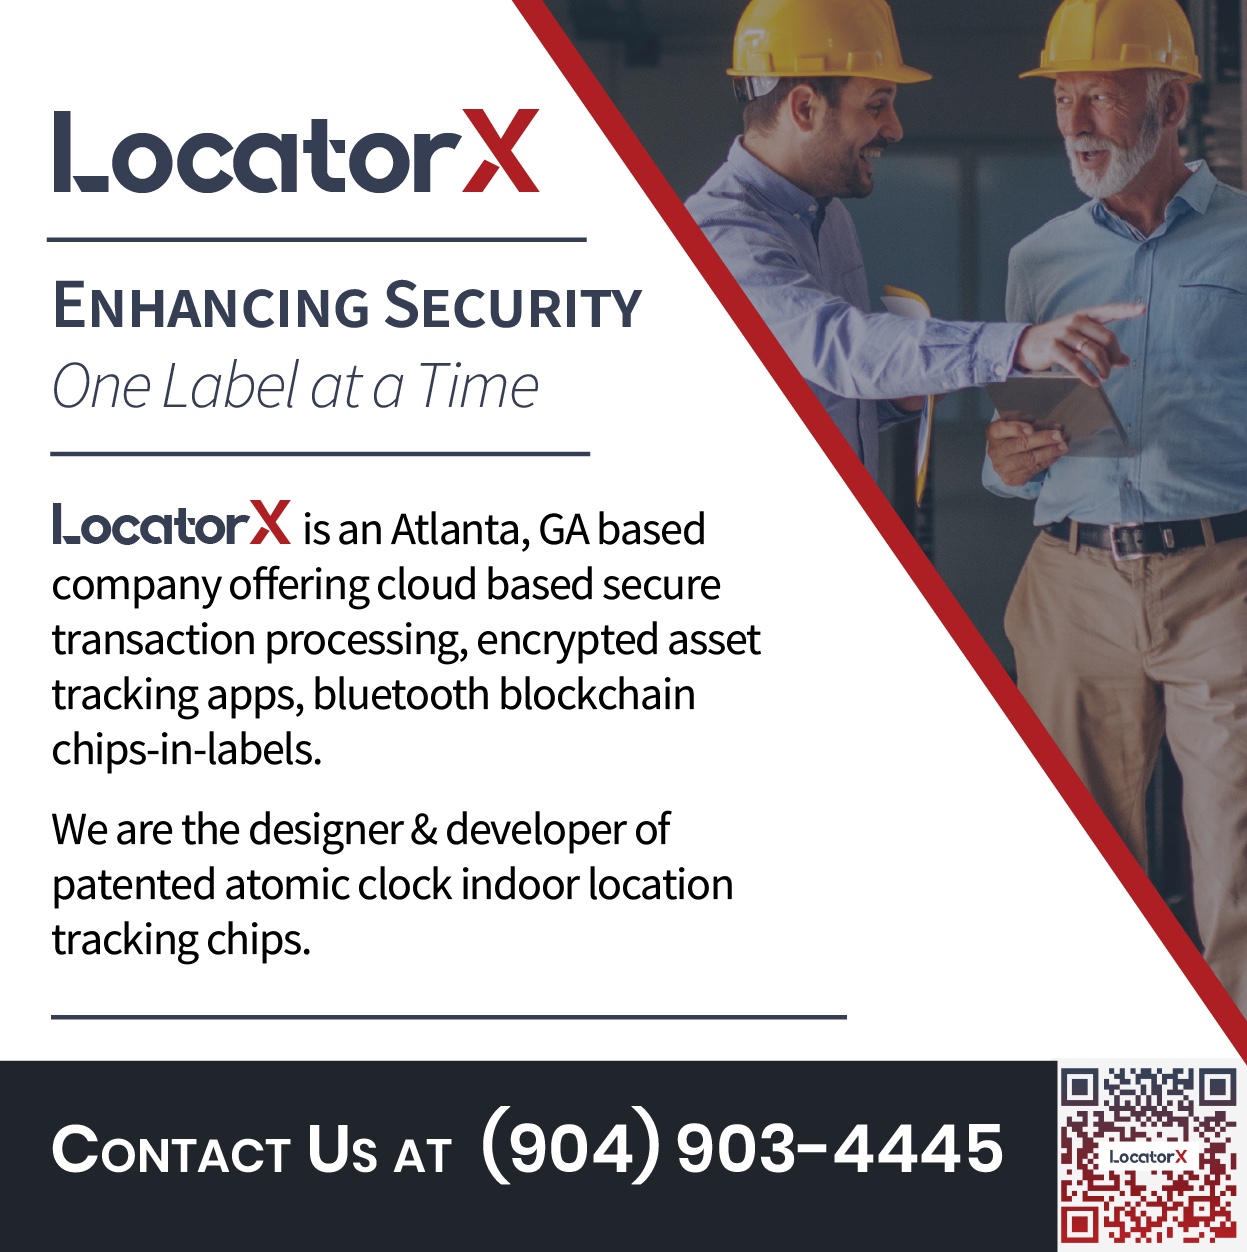 LocatorX
Enhancing Security
One Label at a Time
LocatorX is an Atlanta, GA based
company offering cloud based secure
transaction processing, encrypted asset
tracking apps, bluetooth blockchain
chips-in-labels.
We are the designer & developer of
patented atomic clock indoor location
tracking chips.
Contact Us at (904) 903-4445
LocatorX